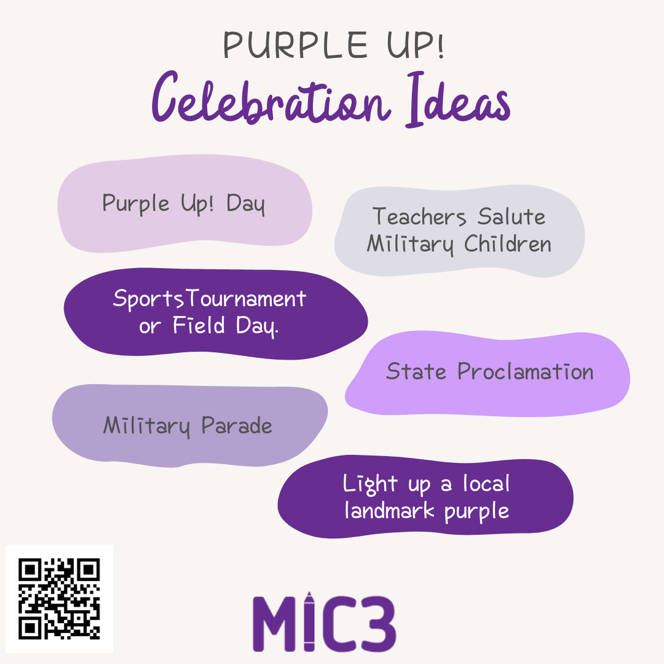 PURPLE UP!
Celebration Ideas
Purple Up! Day
Teachers Salute
Military Children
SportsTournament
or Field Day.
State Proclamation
Military Parade
Light up a local
landmark purple
MIC3